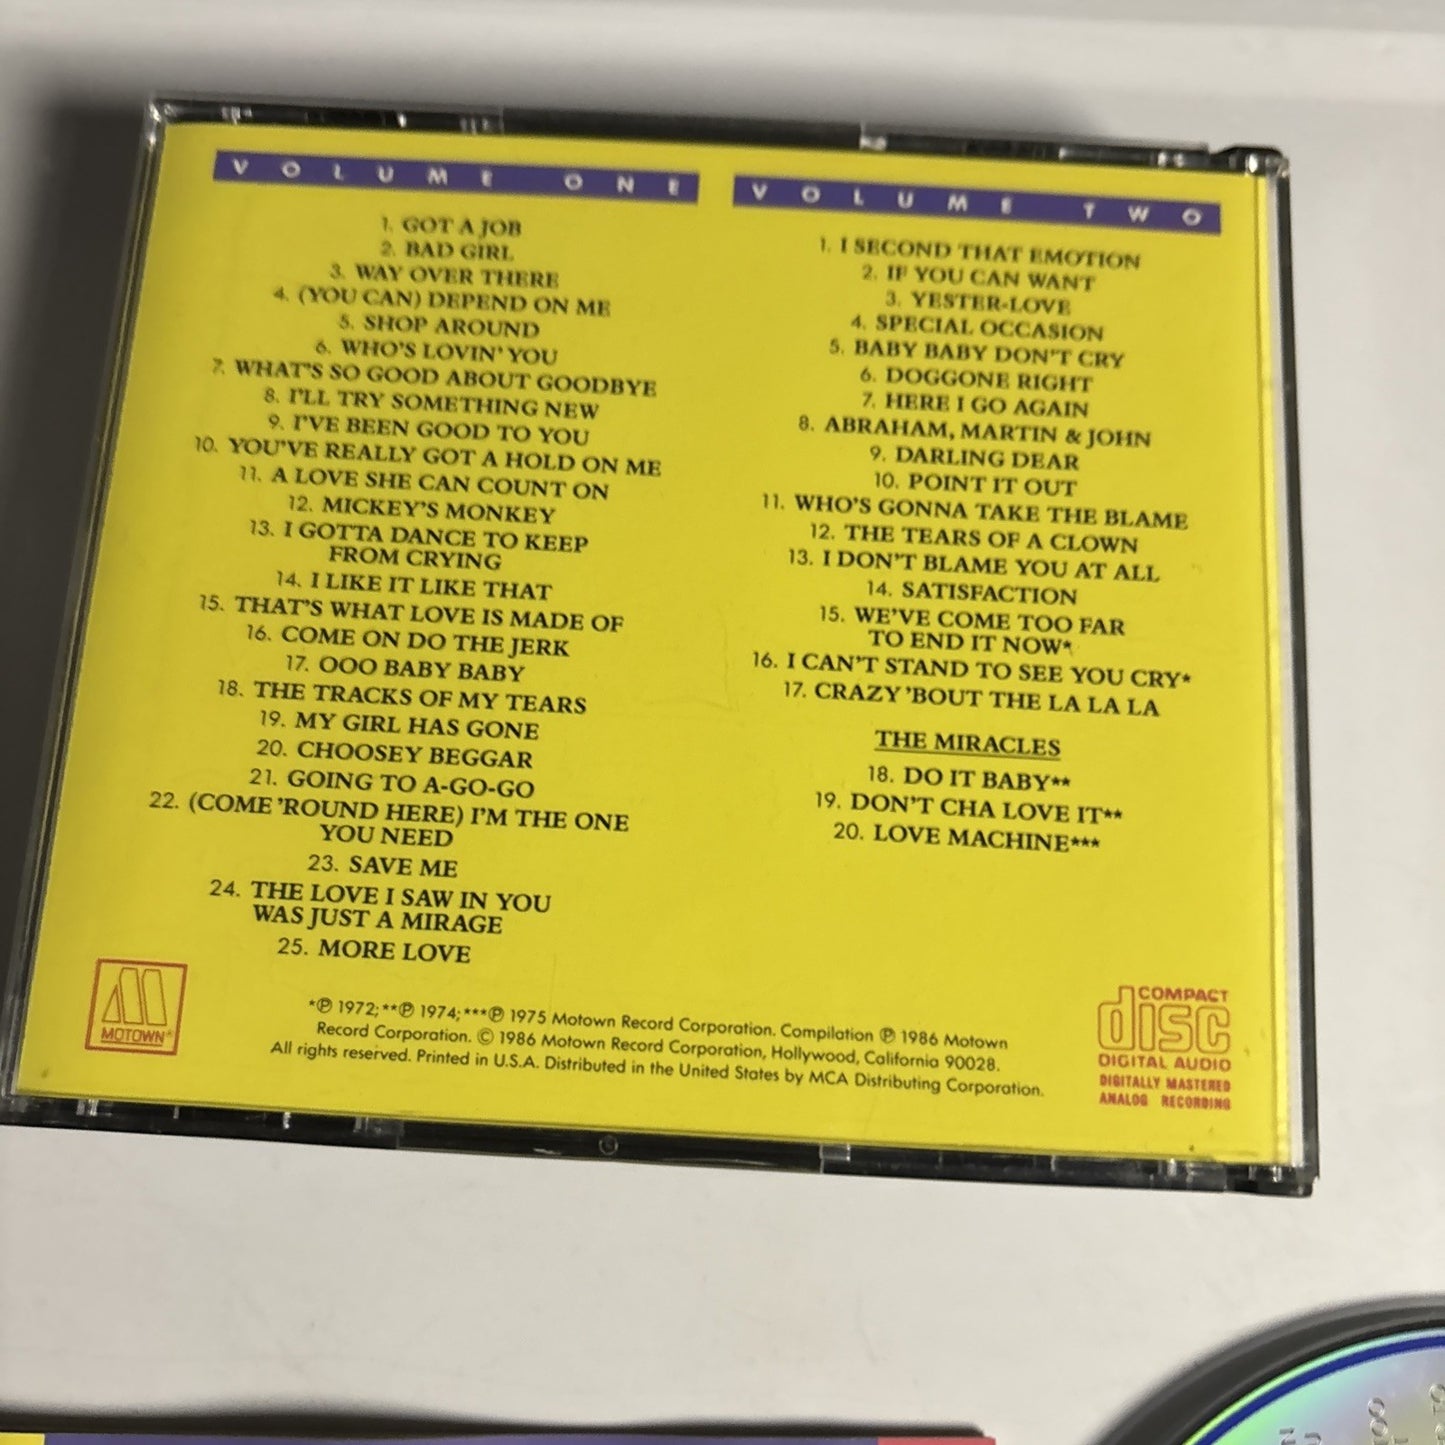 VOLUME ONE
1. GOT A JOB
2. BAD GIRL
3. WAY OVER THERE
4. (YOU CAN) DEPEND ON ME
5. SHOP AROUND
6. WHO'S LOVIN' YOU
7. WHAT'S SO GOOD ABOUT GOODBYE
8. I'LL TRY SOMETHING NEW
9. I'VE BEEN GOOD TO YOU
10. YOU'VE REALLY GOT A HOLD ON ME
11. A LOVE SHE CAN COUNT ON
12. MICKEY'S MONKEY
13. I GOTTA DANCE TO KEEP
FROM CRYING
14. I LIKE IT LIKE THAT
15. THAT'S WHAT LOVE IS MADE OF
16. COME ON DO THE JERK
17. OOO BABY BABY
18. THE TRACKS OF MY TEARS
19. MY GIRL HAS GONE
20. CHOOSEY BEGGAR
21. GOING TO A-GO-GO
22. (COME 'ROUND HERE) I'M THE ONE
YOU NEED
23. SAVE ME
24. THE LOVE I SAW IN YOU
WAS JUST A MIRAGE
25. MORE LOVE
VOLUME TWO
1. I SECOND THAT EMOTION
2. IF YOU CAN WANT
3. YESTER-LOVE
4. SPECIAL OCCASION
5. BABY BABY DON'T CRY
6. DOGGONE RIGHT
7. HERE I GO AGAIN
8. ABRAHAM, MARTIN & JOHN
9. DARLING DEAR
10. POINT IT OUT
11. WHO'S GONNA TAKE THE BLAME
12. THE TEARS OF A CLOWN
13. I DON'T BLAME YOU AT ALL
14. SATISFACTION
15. WE'VE COME TOO FAR
TO END IT NOW*
16. I CAN'T STAND TO SEE YOU CRY*
17. CRAZY 'BOUT THE LA LA LA
THE MIRACLES
18. DO IT BABY**
19. DON'T CHA LOVE IT**
20. LOVE MACHINE***
MOTOWN®
*℗ 1972; **℗ 1974; ***℗ 1975 Motown Record Corporation. Compilation ℗ 1986 Motown
Record Corporation. © 1986 Motown Record Corporation, Hollywood, California 90028.
All rights reserved. Printed in U.S.A. Distributed in the United States by MCA Distributing Corporation.
COMPACT
disc
DIGITAL AUDIO
DIGITALLY MASTERED
ANALOG RECORDING